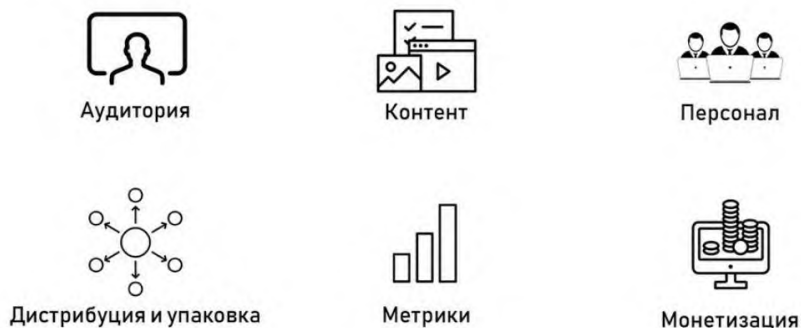 Аудитория
Контент
Персонал
Дистрибуция и упаковка
Метрики
Монетизация